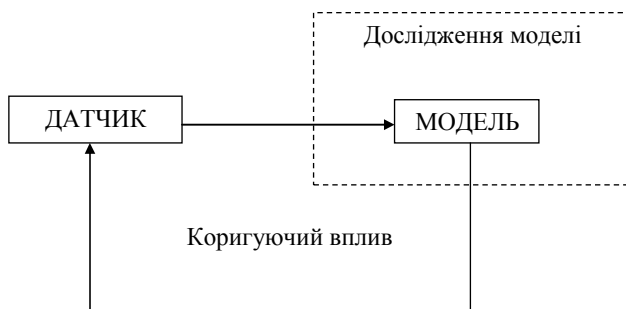 Дослідження моделі
ДАТЧИК
МОДЕЛЬ
Коригуючий вплив